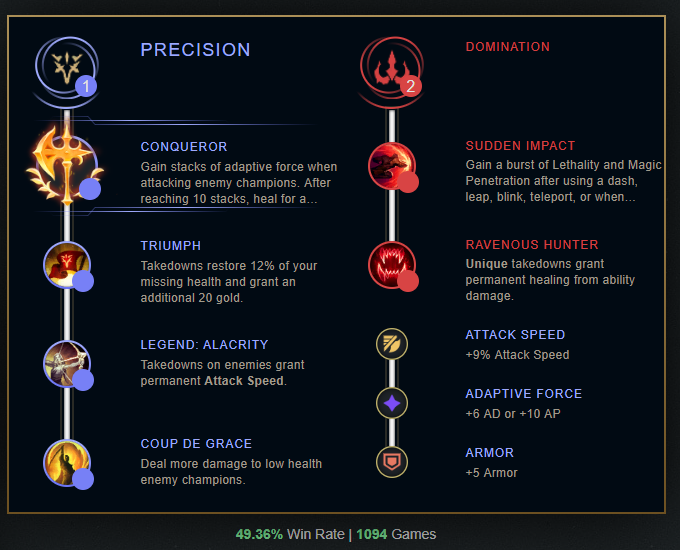 PRECISION
1
CONQUEROR
Gain stacks of adaptive force when
attacking enemy champions. After
reaching 10 stacks, heal for a...
TRIUMPH
Takedowns restore 12% of your
missing health and grant an
additional 20 gold.
LEGEND: ALACRITY
Takedowns on enemies grant
permanent Attack Speed.
COUP DE GRACE
Deal more damage to low health
enemy champions.
DOMINATION
2
SUDDEN IMPACT
Gain a burst of Lethality and Magic
Penetration after using a dash,
leap, blink, teleport, or when...
RAVENOUS HUNTER
Unique takedowns grant
permanent healing from ability
damage.
ATTACK SPEED
+9% Attack Speed
ADAPTIVE FORCE
+6 AD or +10 AP
ARMOR
+5 Armor
49.36% Win Rate | 1094 Games